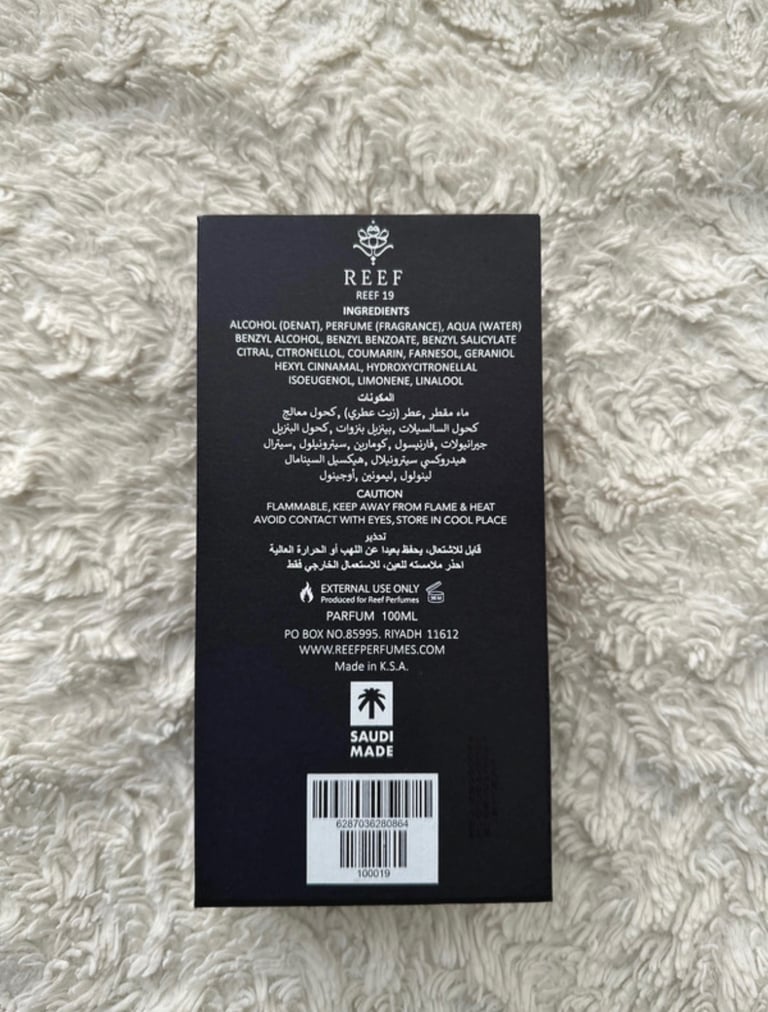 REEF
REEF 19
INGREDIENTS
ALCOHOL (DENAT), PERFUME (FRAGRANCE), AQUA (WATER)
BENZYL ALCOHOL, BENZYL BENZOATE, BENZYL SALICYLATE
CITRAL, CITRONELLOL, COUMARIN, FARNESOL, GERANIOL
HEXYL CINNAMAL, HYDROXYCITRONELLAL
ISOEUGENOL, LIMONENE, LINALOOL
المكونات
ماء مقطر ,عطر (زيت عطري) ,كحول معالج
كحول السالسيلات ,بينزيل بنزوات ,كحول البنزيل
جيرانيولات ,فارنيسول ,كومارين ,سيترونيلول ,سيترال
هيدروكسي سيترونيلال ,هيكسيل السينامال
لينولول ,ليمونين ,أوجينول
CAUTION
FLAMMABLE, KEEP AWAY FROM FLAME & HEAT
AVOID CONTACT WITH EYES, STORE IN COOL PLACE
تحذير
قابل للاشتعال، يحفظ بعيدا عن اللهب أو الحرارة العالية
احذر ملامسته للعين، للاستعمال الخارجي فقط
EXTERNAL USE ONLY
Produced for Reef Perfumes
PARFUM 100ML
PO BOX NO.85995. RIYADH 11612
WWW.REEFPERFUMES.COM
Made in K.S.A.
SAUDI
MADE
6287036280864
100019